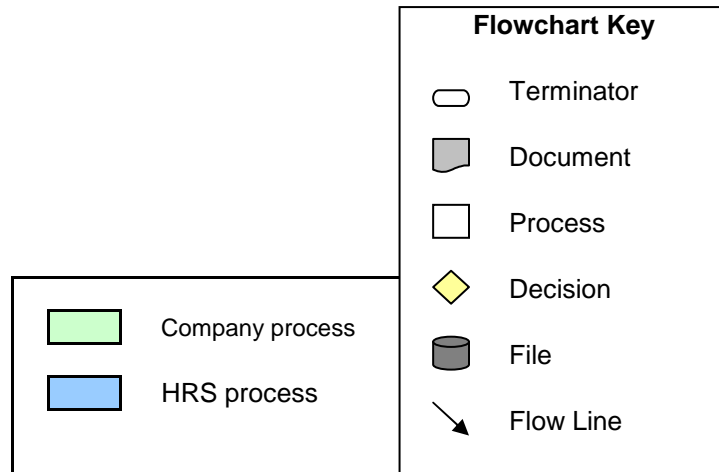 Flowchart Key
Terminator
Document
Process
Decision
File
Flow Line
Company process
HRS process